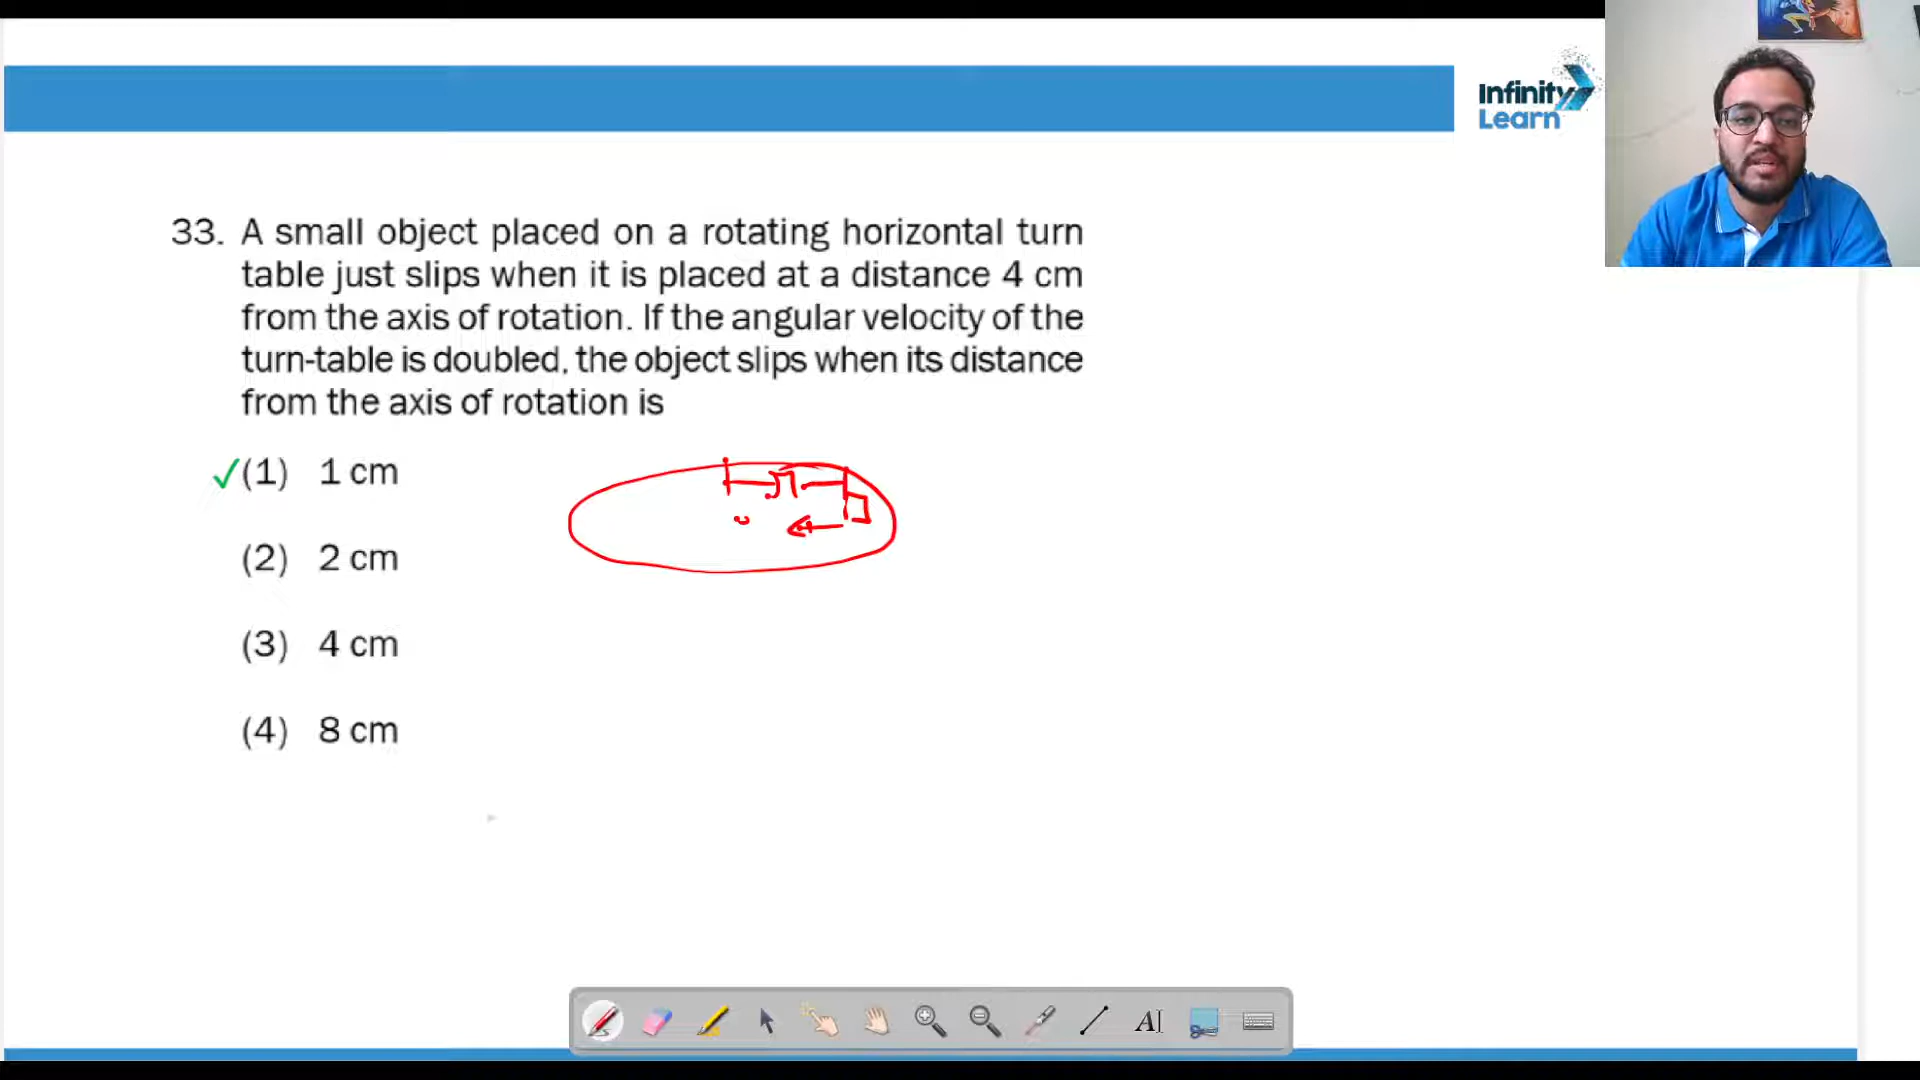 Infinity
Learn
33. A small object placed on a rotating horizontal turn
table just slips when it is placed at a distance 4 cm
from the axis of rotation. If the angular velocity of the
turn-table is doubled, the object slips when its distance
from the axis of rotation is
✓(1) 1 cm
(2) 2 cm
(3) 4 cm
(4) 8 cm
A